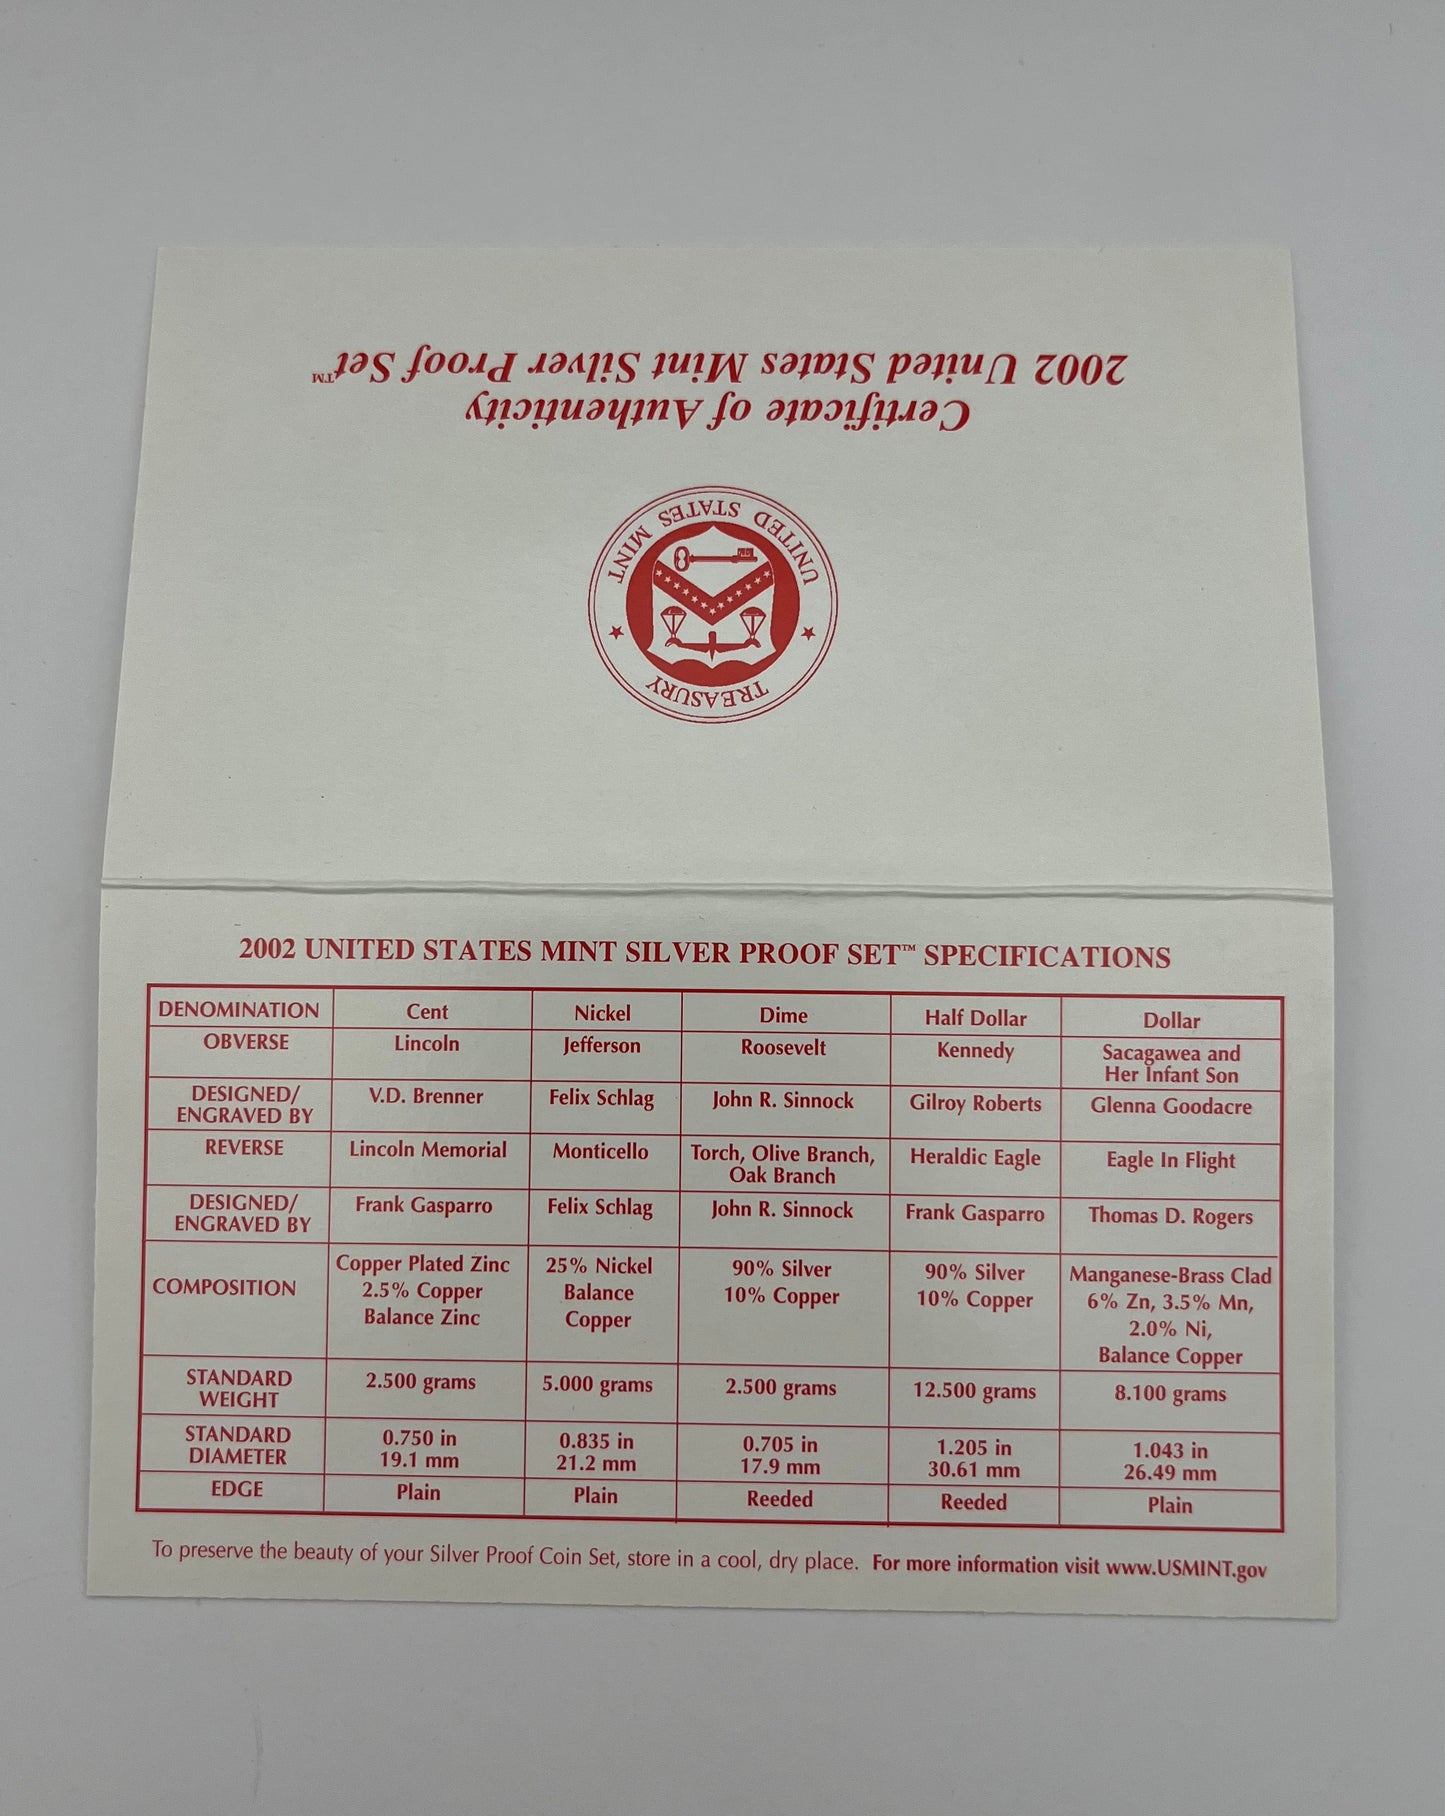 2002 United States Mint Silver Proof Set™
Certificate of Authenticity
UNITED STATES MINT
TREASURY
2002 UNITED STATES MINT SILVER PROOF SET™ SPECIFICATIONS
DENOMINATION Cent Nickel Dime Half Dollar Dollar
OBVERSE Lincoln Jefferson Roosevelt Kennedy Sacagawea and
Her Infant Son
DESIGNED/ V.D. Brenner Felix Schlag John R. Sinnock Gilroy Roberts Glenna Goodacre
ENGRAVED BY
REVERSE Lincoln Memorial Monticello Torch, Olive Branch, Heraldic Eagle Eagle In Flight
Oak Branch
DESIGNED/ Frank Gasparro Felix Schlag John R. Sinnock Frank Gasparro Thomas D. Rogers
ENGRAVED BY
Copper Plated Zinc 25% Nickel 90% Silver 90% Silver Manganese-Brass Clad
COMPOSITION 2.5% Copper Balance 10% Copper 10% Copper 6% Zn, 3.5% Mn,
Balance Zinc Copper 2.0% Ni,
Balance Copper
STANDARD 2.500 grams 5.000 grams 2.500 grams 12.500 grams 8.100 grams
WEIGHT
STANDARD 0.750 in 0.835 in 0.705 in 1.205 in 1.043 in
DIAMETER 19.1 mm 21.2 mm 17.9 mm 30.61 mm 26.49 mm
EDGE Plain Plain Reeded Reeded Plain
To preserve the beauty of your Silver Proof Coin Set, store in a cool, dry place. For more information visit www.USMINT.gov